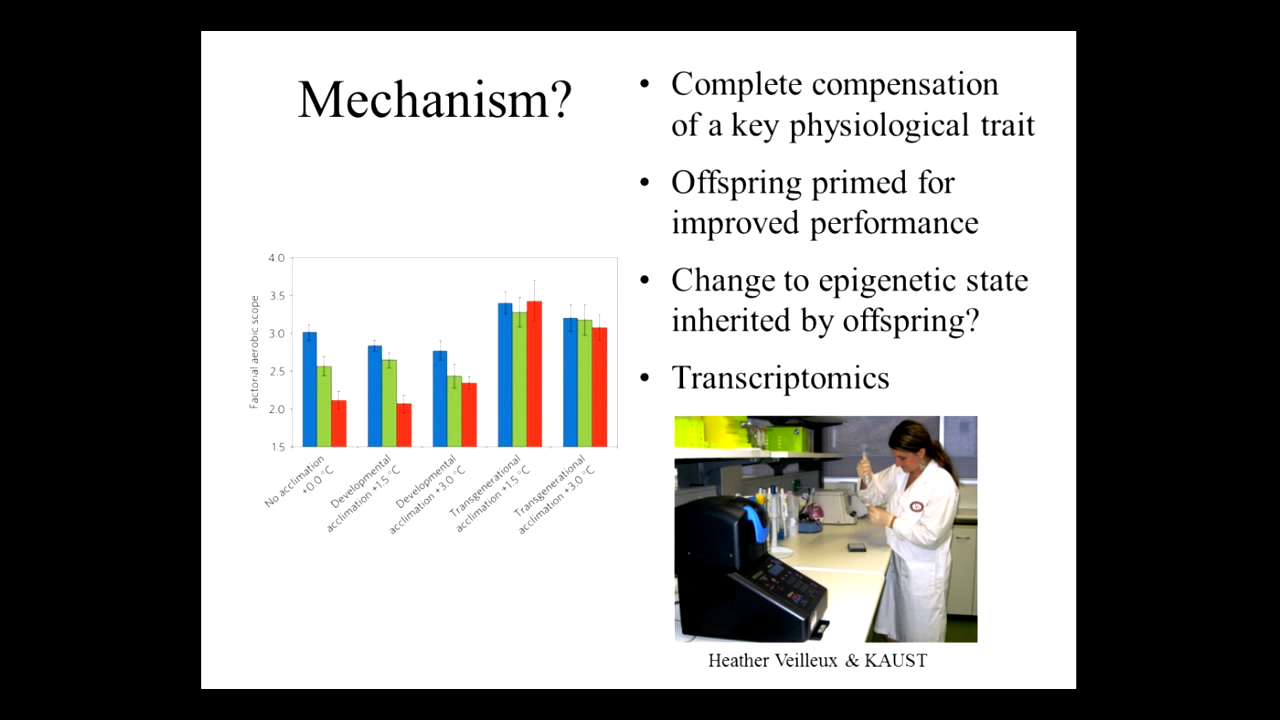 Mechanism?
• Complete compensation
of a key physiological trait
• Offspring primed for
improved performance
• Change to epigenetic state
inherited by offspring?
• Transcriptomics
Factorial aerobic scope
4.0
3.5
3.0
2.5
2.0
1.5
No acclimation
+0.0 °C
Developmental
acclimation +1.5 °C
Developmental
acclimation +3.0 °C
Transgenerational
acclimation +1.5 °C
Transgenerational
acclimation +3.0 °C
Heather Veilleux & KAUST